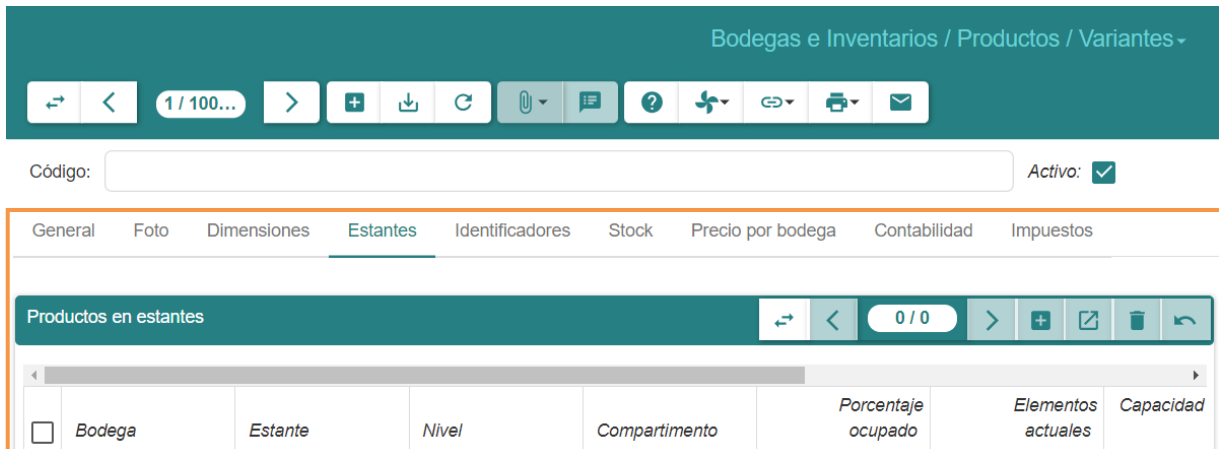 Bodegas e Inventarios / Productos / Variantes
1 / 100...
Código:
Activo:
General Foto Dimensiones Estantes Identificadores Stock Precio por bodega Contabilidad Impuestos
Productos en estantes
0 / 0
Bodega Estante Nivel Compartimento Porcentaje ocupado Elementos actuales Capacidad